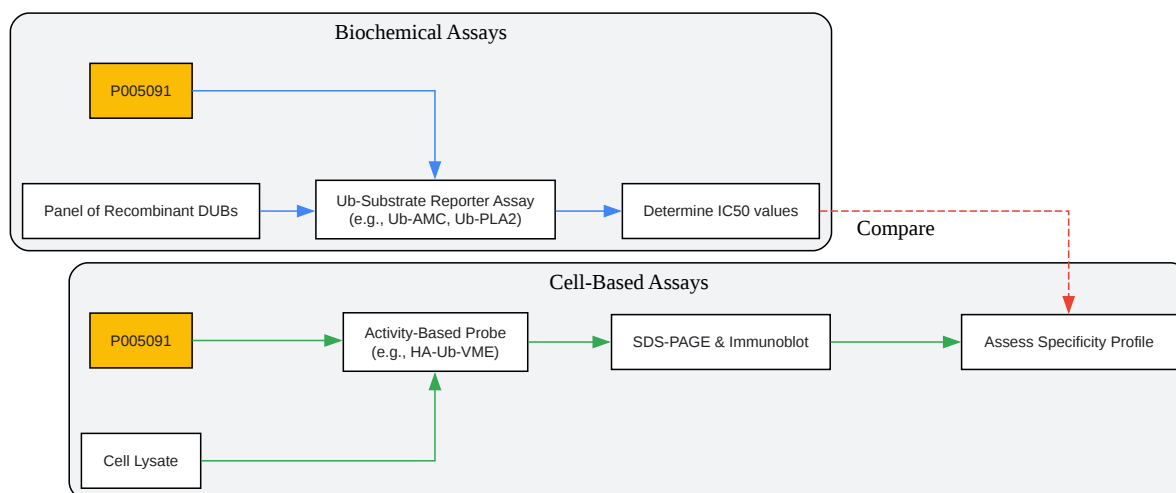 Biochemical Assays
P005091
Panel of Recombinant DUBs
Ub-Substrate Reporter Assay
(e.g., Ub-AMC, Ub-PLA2)
Determine IC50 values
Compare
Cell-Based Assays
P005091
Activity-Based Probe
(e.g., HA-Ub-VME)
SDS-PAGE & Immunoblot
Assess Specificity Profile
Cell Lysate